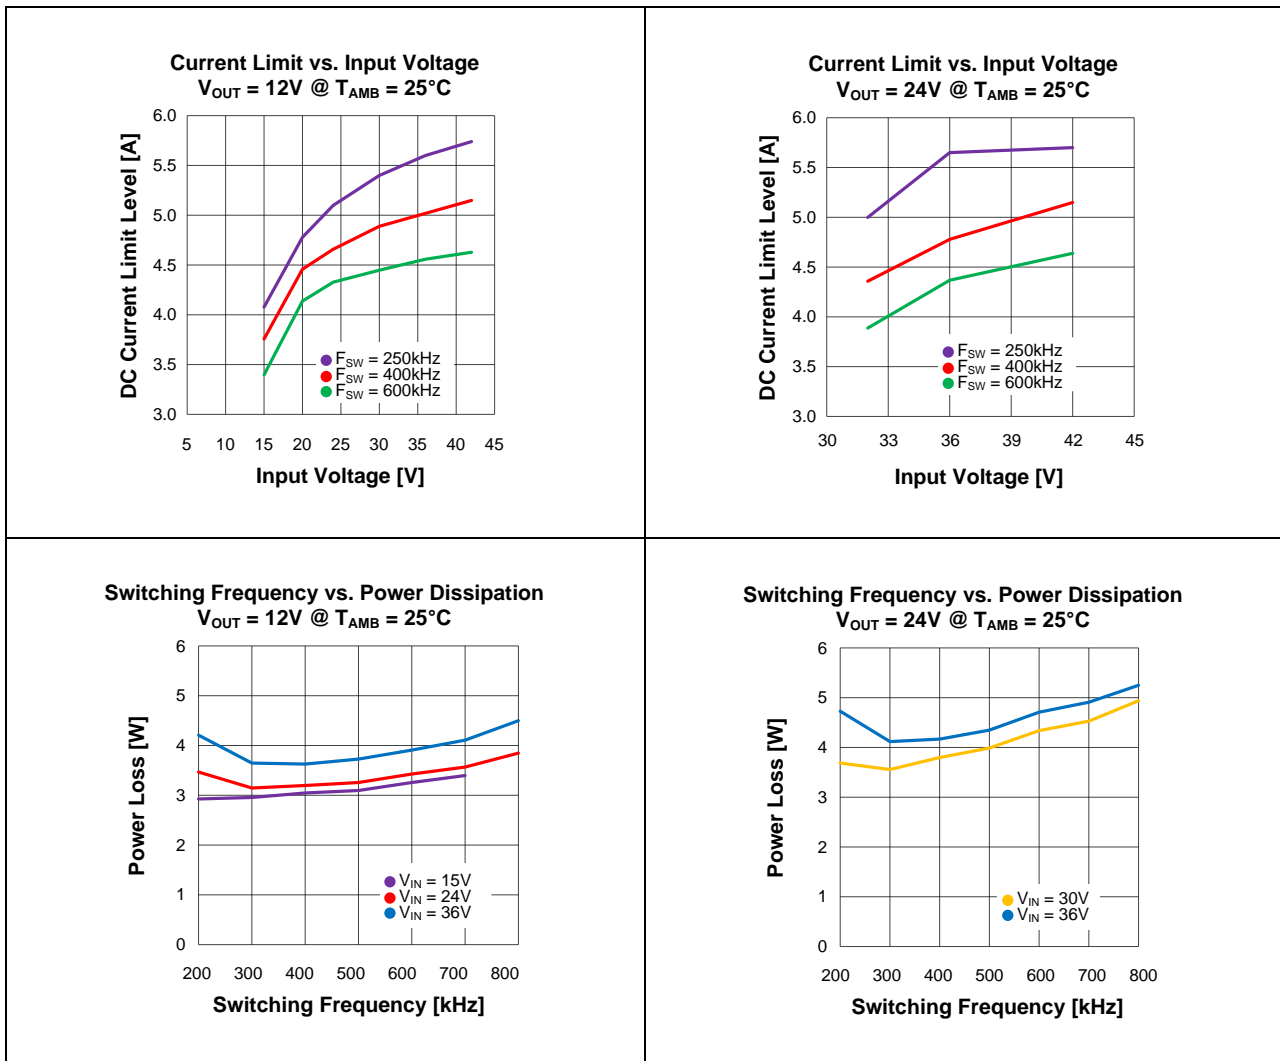 Current Limit vs. Input Voltage
VOUT = 12V @ TAMB = 25°C
DC Current Limit Level [A]
6.0
5.5
5.0
4.5
4.0
3.5
3.0
FSW = 250kHz
FSW = 400kHz
FSW = 600kHz
5 10 15 20 25 30 35 40 45
Input Voltage [V]
Current Limit vs. Input Voltage
VOUT = 24V @ TAMB = 25°C
DC Current Limit Level [A]
6.0
5.5
5.0
4.5
4.0
3.5
3.0
FSW = 250kHz
FSW = 400kHz
FSW = 600kHz
30 33 36 39 42 45
Input Voltage [V]
Switching Frequency vs. Power Dissipation
VOUT = 12V @ TAMB = 25°C
Power Loss [W]
6
5
4
3
2
1
0
VIN = 15V
VIN = 24V
VIN = 36V
200 300 400 500 600 700 800
Switching Frequency [kHz]
Switching Frequency vs. Power Dissipation
VOUT = 24V @ TAMB = 25°C
Power Loss [W]
6
5
4
3
2
1
0
VIN = 30V
VIN = 36V
200 300 400 500 600 700 800
Switching Frequency [kHz]